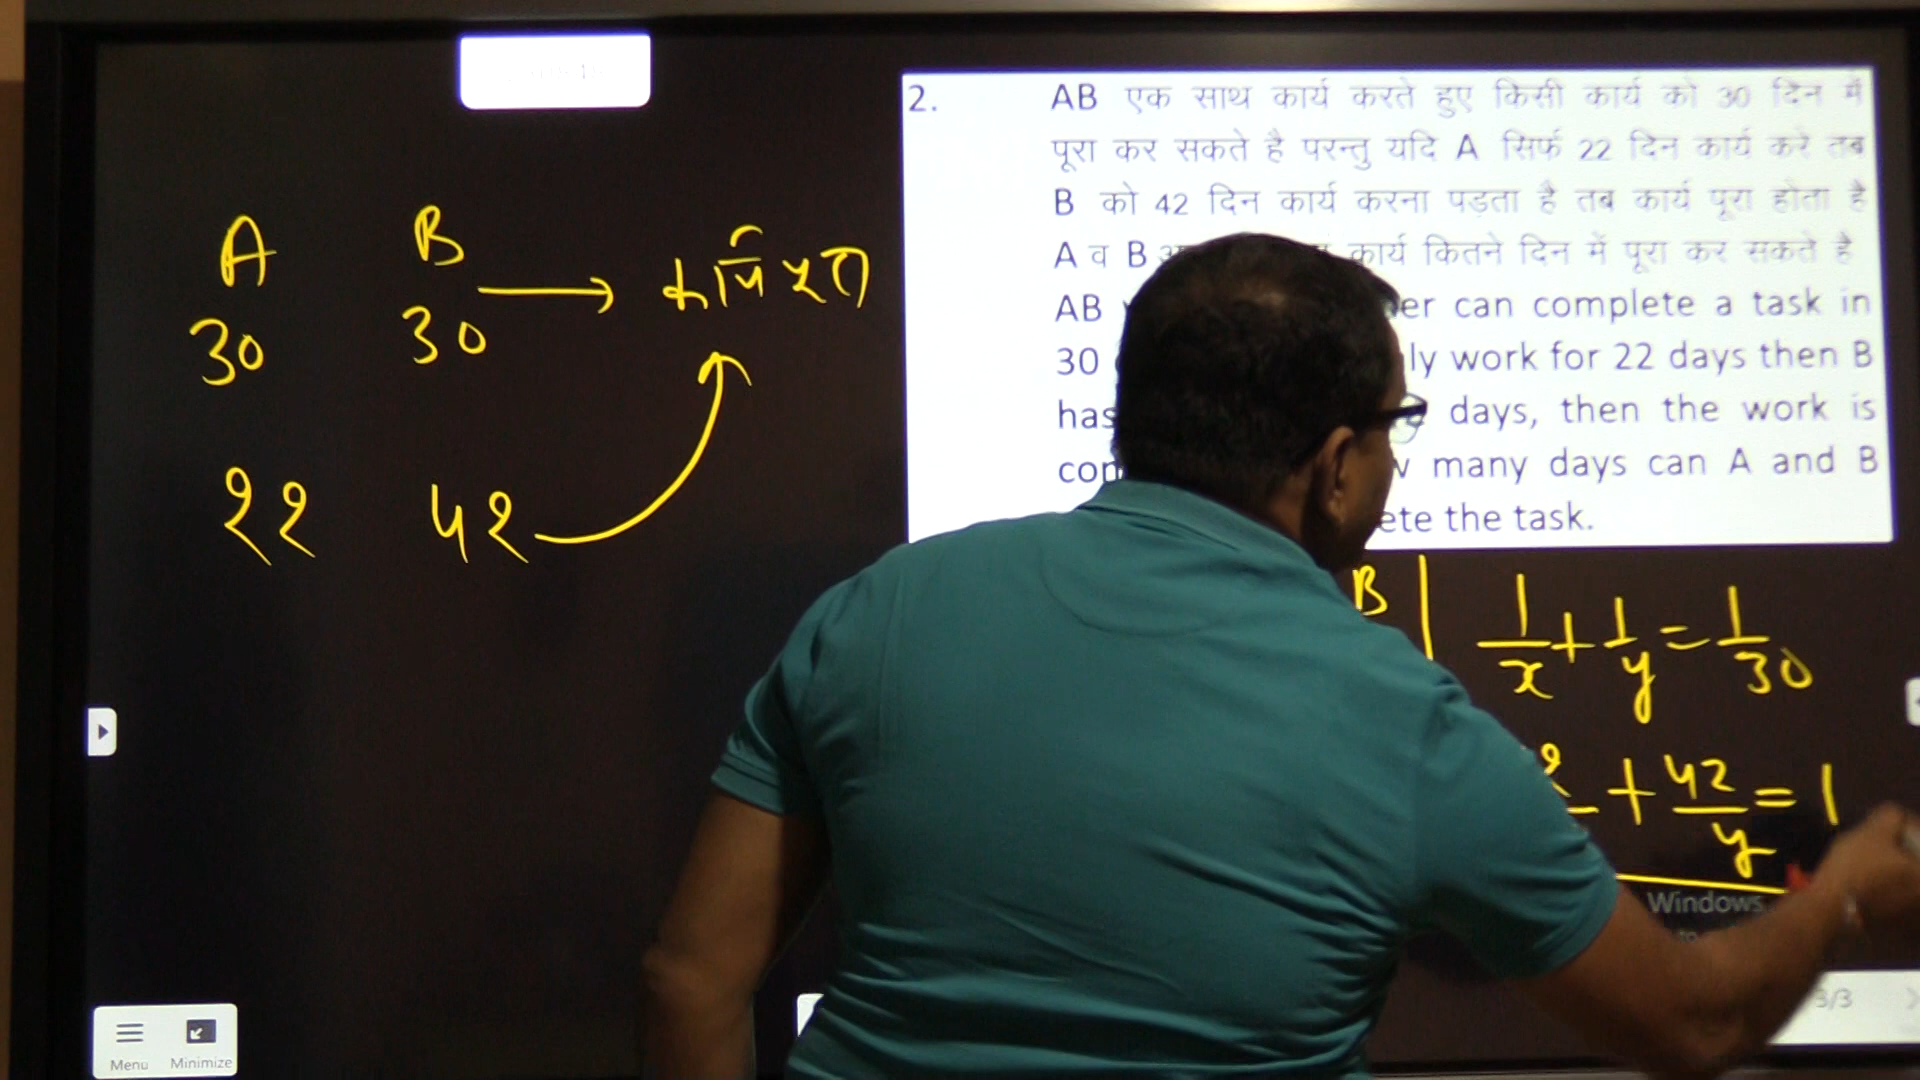 2.
AB एक साथ कार्य करते हुए किसी कार्य को 30 दिन में
पूरा कर सकते है परन्तु यदि A सिर्फ 22 दिन कार्य करे तब
B को 42 दिन कार्य करना पड़ता है तब कार्य पूरा होता है
A व B कार्य कितने दिन में पूरा कर सकते है
AB er can complete a task in
30 ly work for 22 days then B
has days, then the work is
com many days can A and B
ete the task.
A B
30 30
२२ 42
B
1/x + 1/y = 1/30
+ 42/y = 1
Windows
3/3
Menu Minimize